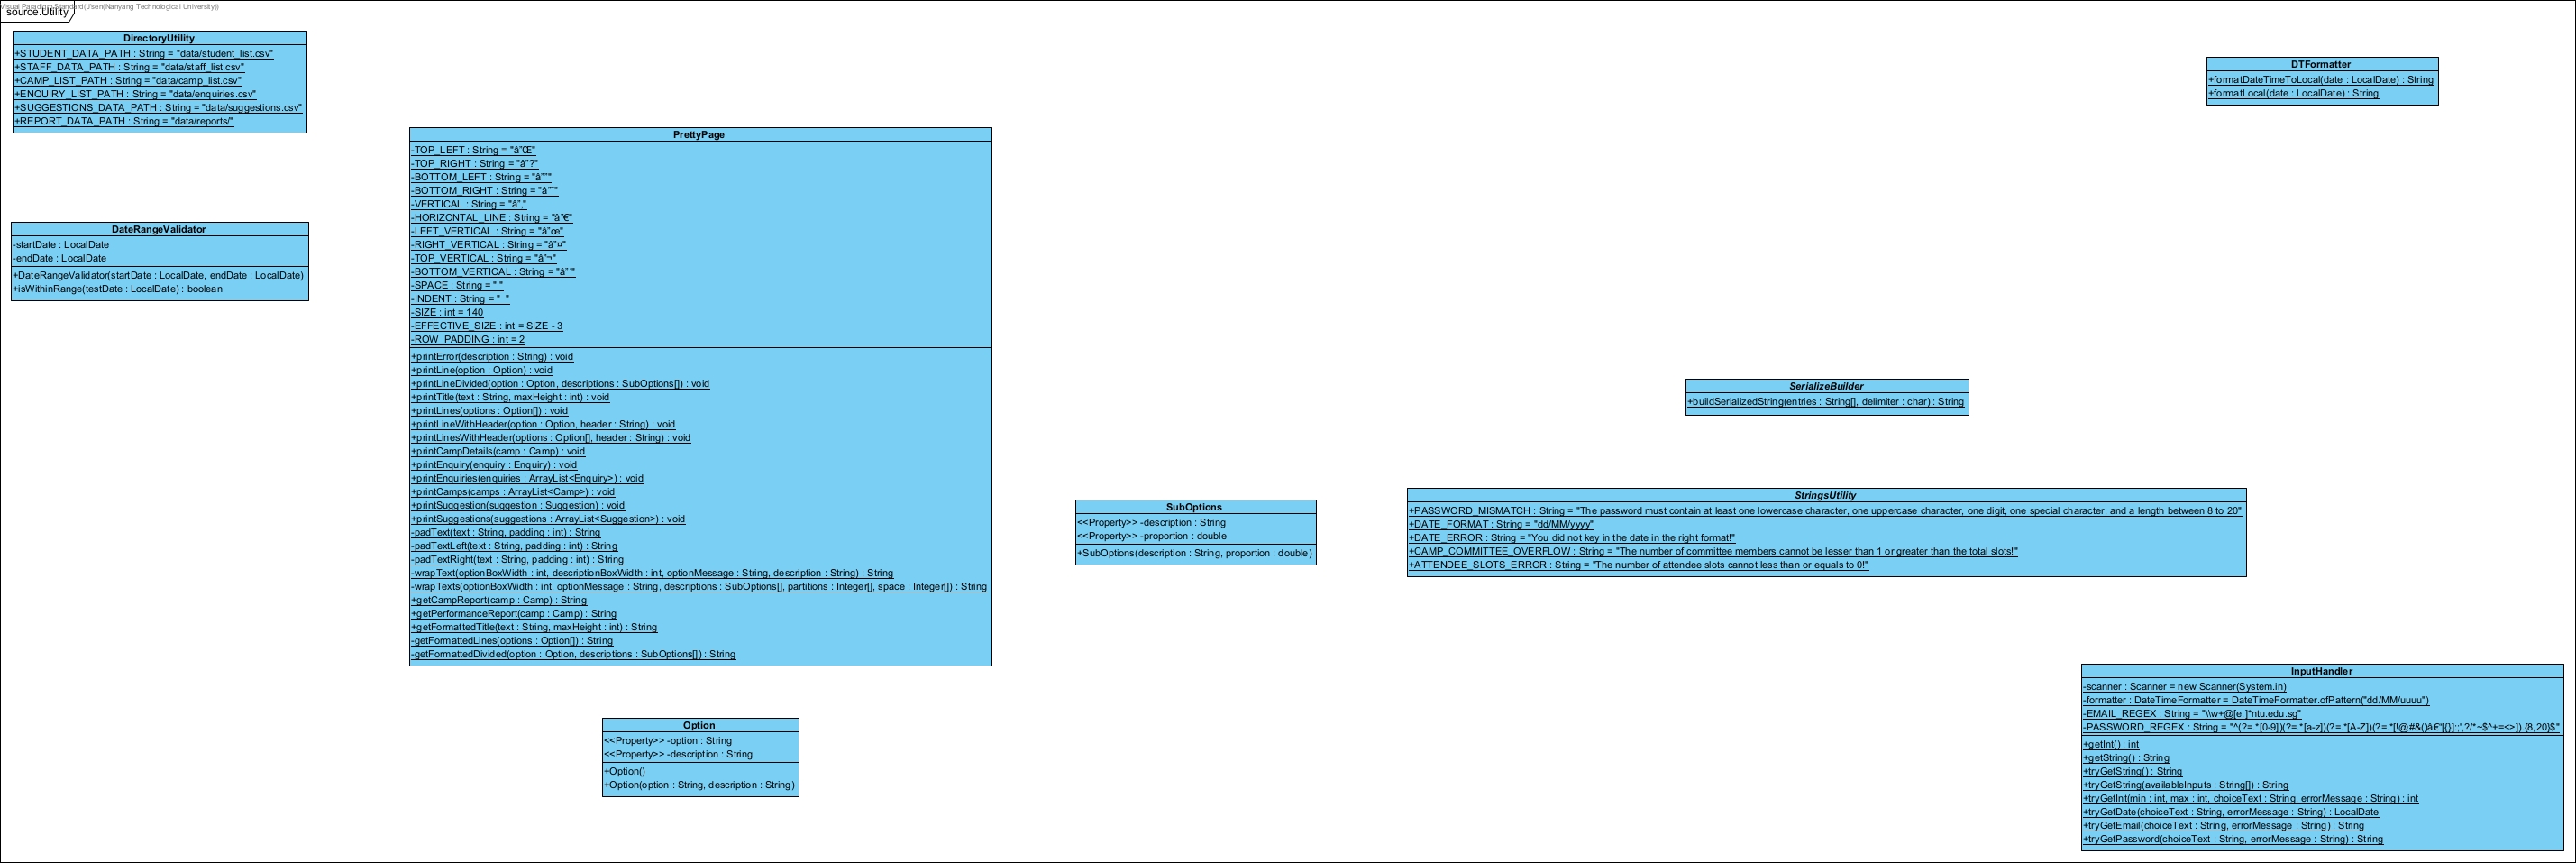 Visual Paradigm Standard(J'sen(Nanyang Technological University))
source.Utility
DirectoryUtility
+STUDENT_DATA_PATH : String = "data/student_list.csv"
+STAFF_DATA_PATH : String = "data/staff_list.csv"
+CAMP_LIST_PATH : String = "data/camp_list.csv"
+ENQUIRY_LIST_PATH : String = "data/enquiries.csv"
+SUGGESTIONS_DATA_PATH : String = "data/suggestions.csv"
+REPORT_DATA_PATH : String = "data/reports/"
DTFormatter
+formatDateTimeToLocal(date : LocalDate) : String
+formatLocal(date : LocalDate) : String
PrettyPage
-TOP_LEFT : String = "â”Œ"
-TOP_RIGHT : String = "â”?"
-BOTTOM_LEFT : String = "â”""
-BOTTOM_RIGHT : String = "â”˜"
-VERTICAL : String = "â”‚"
-HORIZONTAL_LINE : String = "â”€"
-LEFT_VERTICAL : String = "â”œ"
-RIGHT_VERTICAL : String = "â”¤"
-TOP_VERTICAL : String = "â”¬"
-BOTTOM_VERTICAL : String = "â”´"
-SPACE : String = " "
-INDENT : String = "  "
-SIZE : int = 140
-EFFECTIVE_SIZE : int = SIZE - 3
-ROW_PADDING : int = 2
+printError(description : String) : void
+printLine(option : Option) : void
+printLineDivided(option : Option, descriptions : SubOptions[]) : void
+printTitle(text : String, maxHeight : int) : void
+printLines(options : Option[]) : void
+printLineWithHeader(option : Option, header : String) : void
+printLinesWithHeader(options : Option[], header : String) : void
+printCampDetails(camp : Camp) : void
+printEnquiry(enquiry : Enquiry) : void
+printEnquiries(enquiries : ArrayList<Enquiry>) : void
+printCamps(camps : ArrayList<Camp>) : void
+printSuggestion(suggestion : Suggestion) : void
+printSuggestions(suggestions : ArrayList<Suggestion>) : void
-padText(text : String, padding : int) : String
-padTextLeft(text : String, padding : int) : String
-padTextRight(text : String, padding : int) : String
-wrapText(optionBoxWidth : int, descriptionBoxWidth : int, optionMessage : String, description : String) : String
-wrapTexts(optionBoxWidth : int, optionMessage : String, descriptions : SubOptions[], partitions : Integer[], space : Integer[]) : String
+getCampReport(camp : Camp) : String
+getPerformanceReport(camp : Camp) : String
+getFormattedTitle(text : String, maxHeight : int) : String
-getFormattedLines(options : Option[]) : String
-getFormattedDivided(option : Option, descriptions : SubOptions[]) : String
DateRangeValidator
-startDate : LocalDate
-endDate : LocalDate
+DateRangeValidator(startDate : LocalDate, endDate : LocalDate)
+isWithinRange(testDate : LocalDate) : boolean
SerializeBuilder
+buildSerializedString(entries : String[], delimiter : char) : String
SubOptions
<<Property>> -description : String
<<Property>> -proportion : double
+SubOptions(description : String, proportion : double)
StringsUtility
+PASSWORD_MISMATCH : String = "The password must contain at least one lowercase character, one uppercase character, one digit, one special character, and a length between 8 to 20"
+DATE_FORMAT : String = "dd/MM/yyyy"
+DATE_ERROR : String = "You did not key in the date in the right format!"
+CAMP_COMMITTEE_OVERFLOW : String = "The number of committee members cannot be lesser than 1 or greater than the total slots!"
+ATTENDEE_SLOTS_ERROR : String = "The number of attendee slots cannot less than or equals to 0!"
Option
<<Property>> -option : String
<<Property>> -description : String
+Option()
+Option(option : String, description : String)
InputHandler
-scanner : Scanner = new Scanner(System.in)
-formatter : DateTimeFormatter = DateTimeFormatter.ofPattern("dd/MM/uuuu")
-EMAIL_REGEX : String = "\\w+@[e.]*ntu.edu.sg"
-PASSWORD_REGEX : String = "^(?=.*[0-9])(?=.*[a-z])(?=.*[A-Z])(?=.*[!@#&()â€“[{}]:;',?/*~$^+=<>]).{8,20}$"
+getInt() : int
+getString() : String
+tryGetString() : String
+tryGetString(availableInputs : String[]) : String
+tryGetInt(min : int, max : int, choiceText : String, errorMessage : String) : int
+tryGetDate(choiceText : String, errorMessage : String) : LocalDate
+tryGetEmail(choiceText : String, errorMessage : String) : String
+tryGetPassword(choiceText : String, errorMessage : String) : String